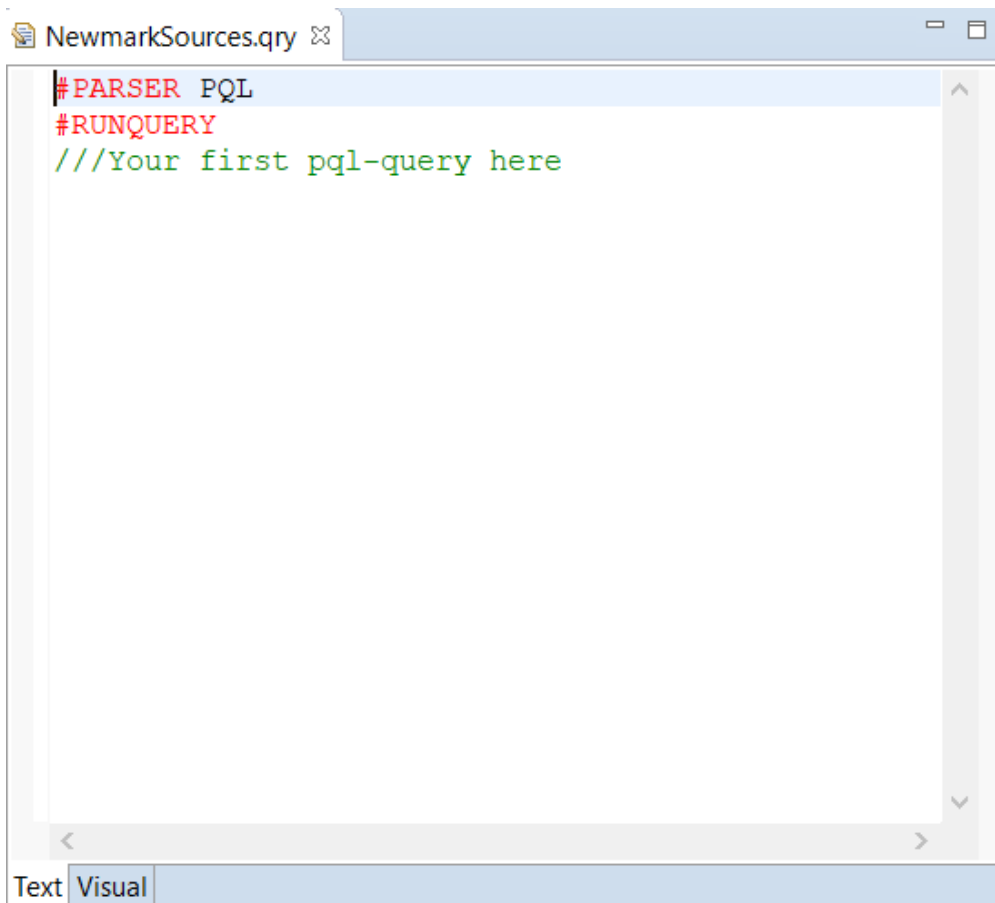 NewmarkSources.qry
#PARSER PQL
#RUNQUERY
///Your first pql-query here
Text Visual